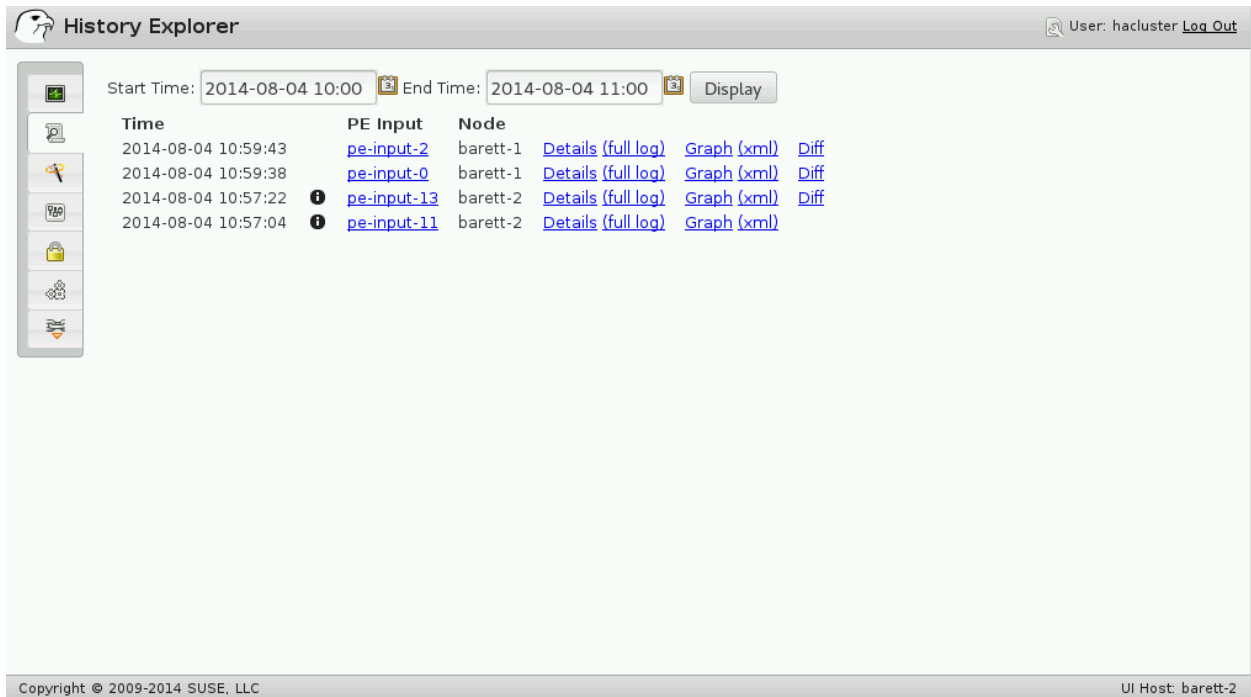 History Explorer User: hacluster Log Out
Start Time: 2014-08-04 10:00 End Time: 2014-08-04 11:00 Display
Time PE Input Node
2014-08-04 10:59:43 pe-input-2 barett-1 Details (full log) Graph (xml) Diff
2014-08-04 10:59:38 pe-input-0 barett-1 Details (full log) Graph (xml) Diff
2014-08-04 10:57:22 pe-input-13 barett-2 Details (full log) Graph (xml) Diff
2014-08-04 10:57:04 pe-input-11 barett-2 Details (full log) Graph (xml)
Copyright © 2009-2014 SUSE, LLC UI Host: barett-2